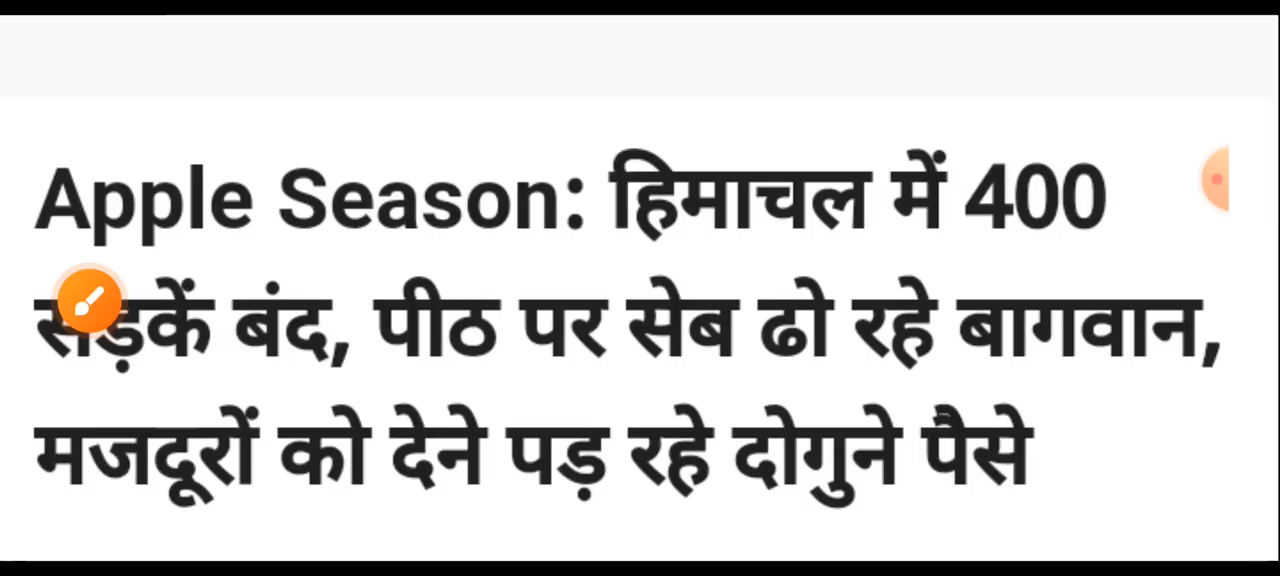 Apple Season: हिमाचल में 400
सड़कें बंद, पीठ पर सेब ढो रहे बागवान,
मजदूरों को देने पड़ रहे दोगुने पैसे